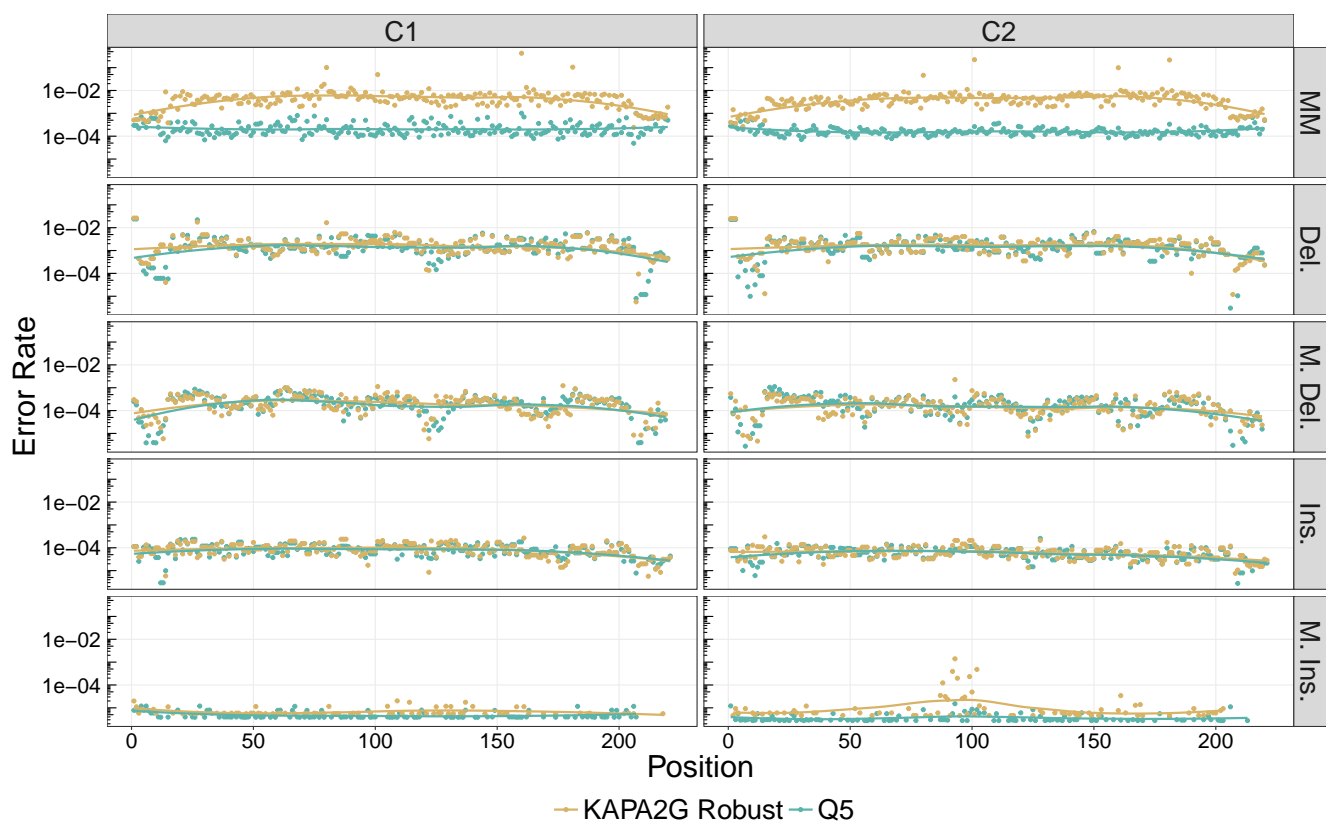 C1 C2
1e−02
1e−04
MM
1e−02
1e−04
Del.
1e−02
1e−04
M. Del.
1e−02
1e−04
Ins.
1e−02
1e−04
M. Ins.
Error Rate
0 50 100 150 200 0 50 100 150 200
Position
KAPA2G Robust Q5